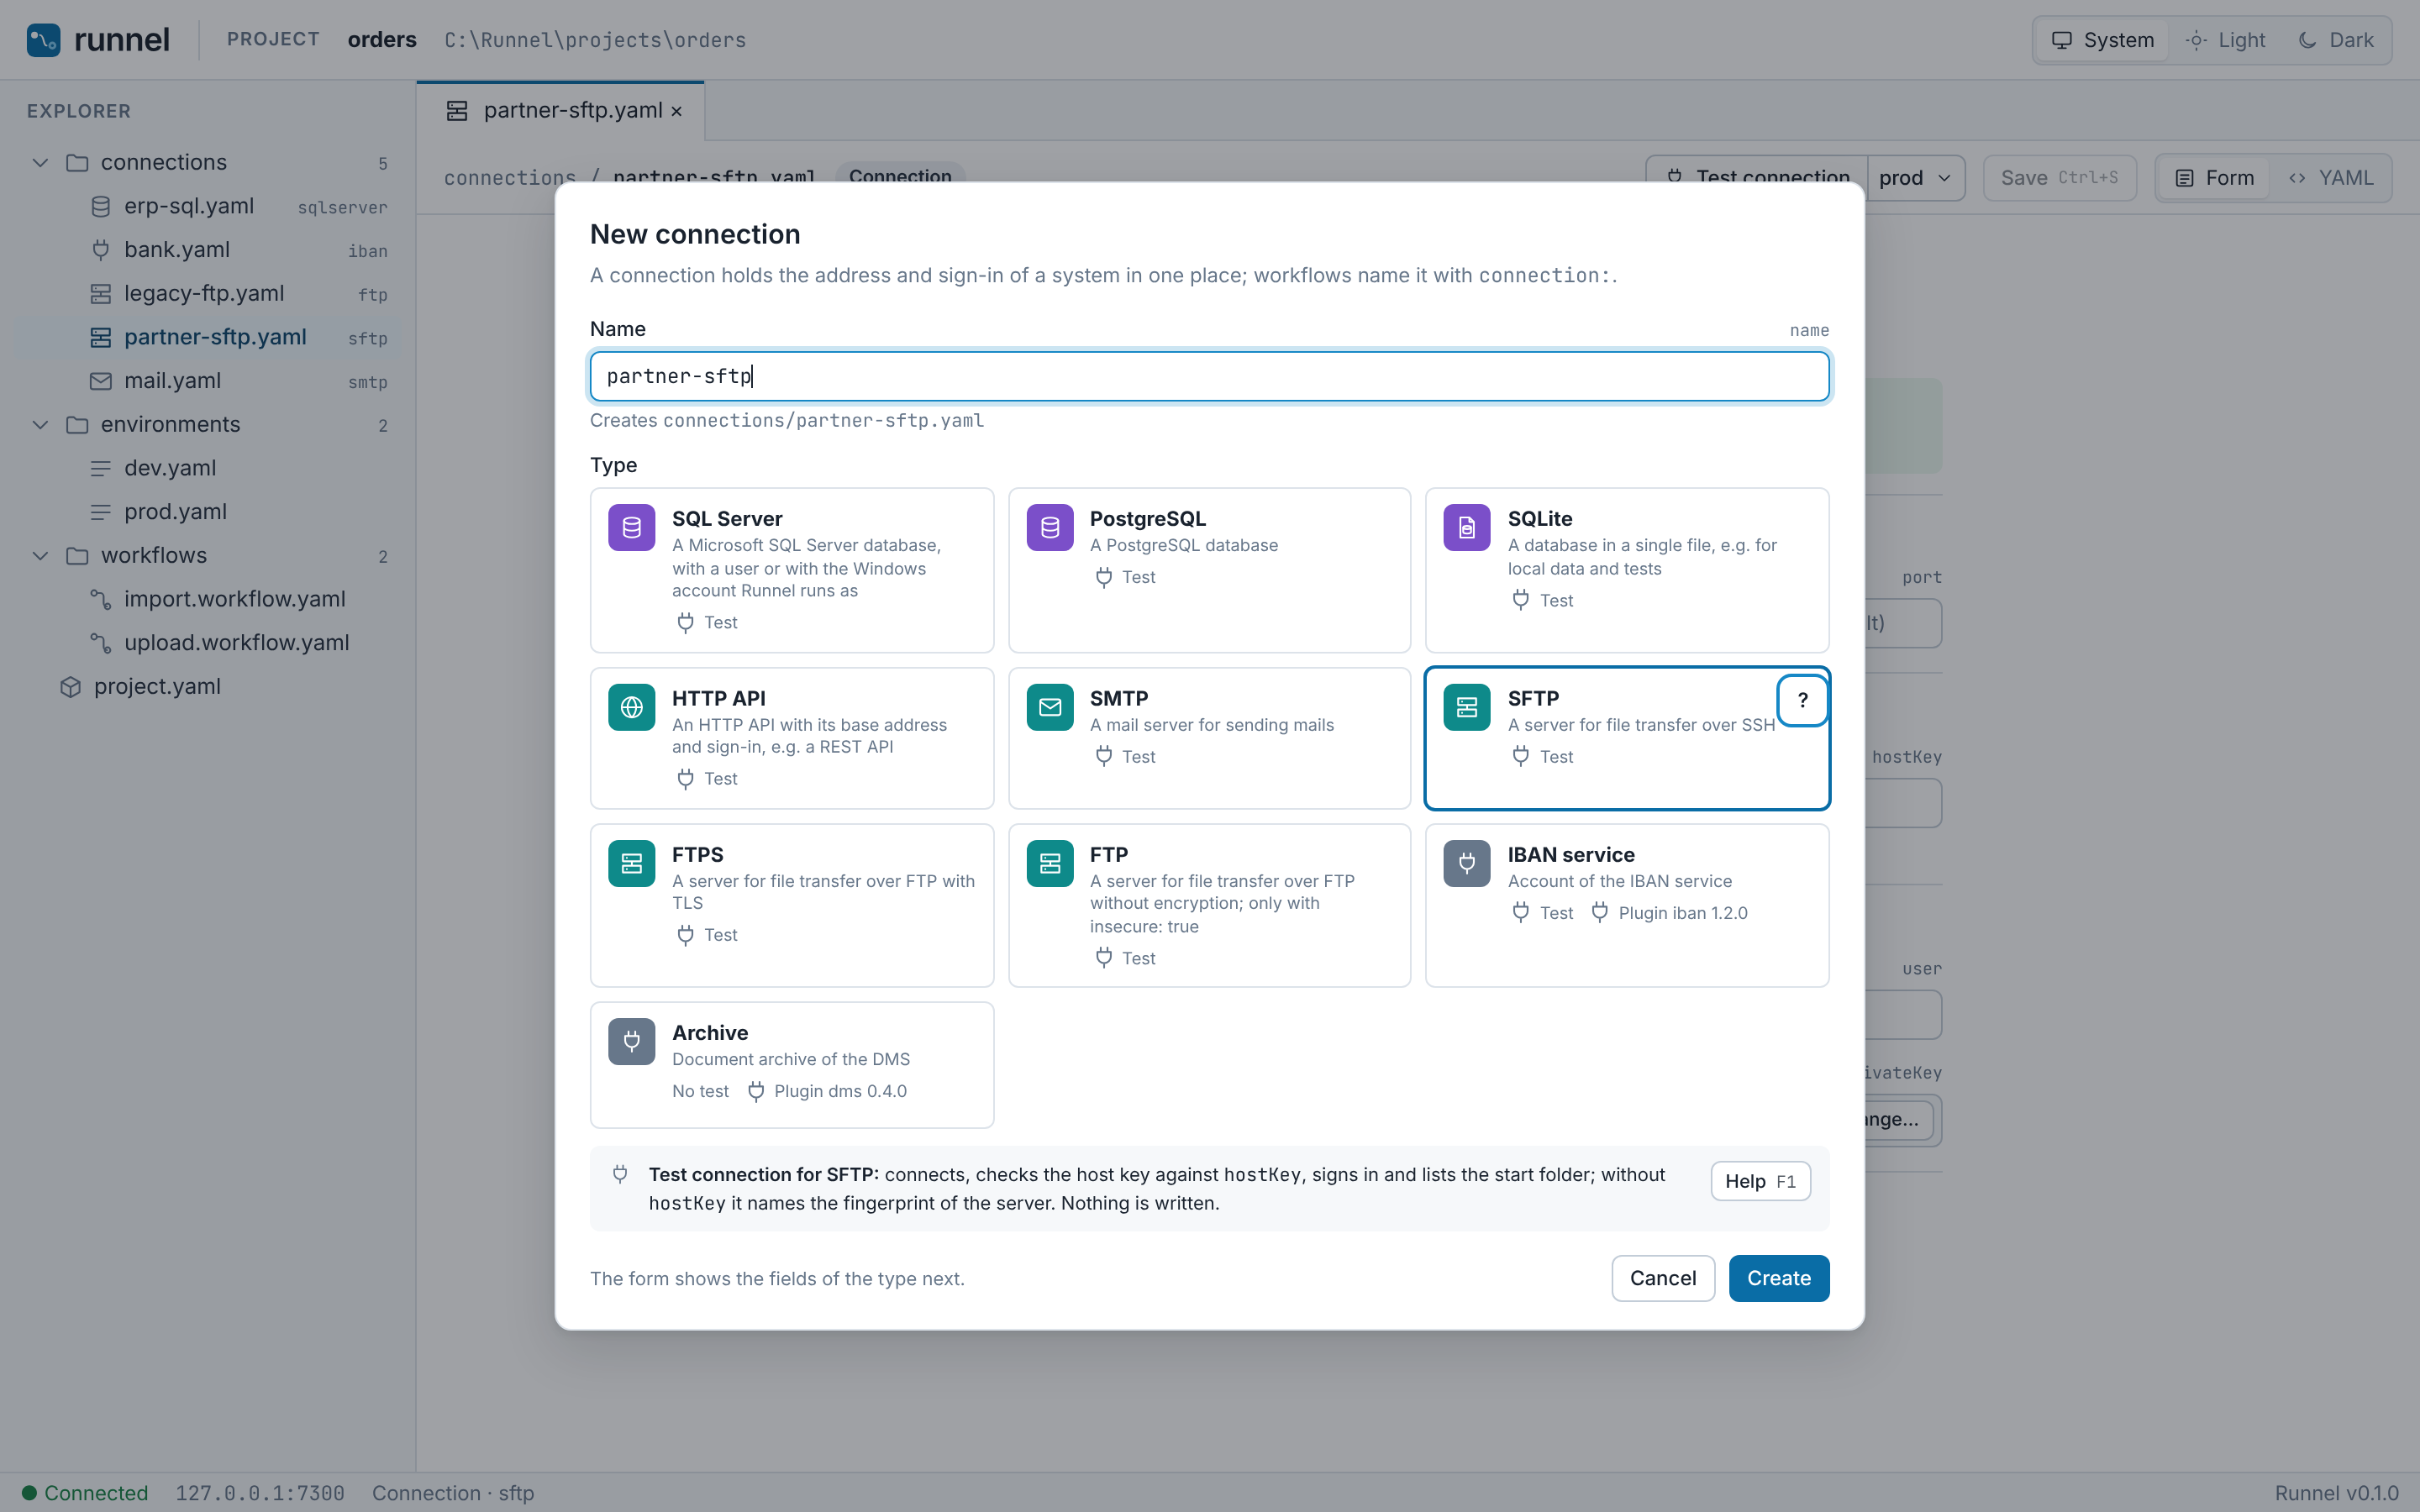 runnel
PROJECT orders C:\Runnel\projects\orders
System Light Dark
EXPLORER
connections 5
erp-sql.yaml sqlserver
bank.yaml iban
legacy-ftp.yaml ftp
partner-sftp.yaml sftp
mail.yaml smtp
environments 2
dev.yaml
prod.yaml
workflows 2
import.workflow.yaml
upload.workflow.yaml
project.yaml
partner-sftp.yaml ×
connections / partner-sftp.yaml Connection
Test connection prod Save Ctrl+S Form YAML
New connection
A connection holds the address and sign-in of a system in one place; workflows name it with connection:.
Name name
partner-sftp
Creates connections/partner-sftp.yaml
Type
SQL Server
A Microsoft SQL Server database,
with a user or with the Windows
account Runnel runs as
Test
PostgreSQL
A PostgreSQL database
Test
SQLite
A database in a single file, e.g. for
local data and tests
Test
HTTP API
An HTTP API with its base address
and sign-in, e.g. a REST API
Test
SMTP
A mail server for sending mails
Test
SFTP
A server for file transfer over SSH
Test
?
FTPS
A server for file transfer over FTP with
TLS
Test
FTP
A server for file transfer over FTP
without encryption; only with
insecure: true
Test
IBAN service
Account of the IBAN service
Test Plugin iban 1.2.0
Archive
Document archive of the DMS
No test Plugin dms 0.4.0
Test connection for SFTP: connects, checks the host key against hostKey, signs in and lists the start folder; without
hostKey it names the fingerprint of the server. Nothing is written.
Help F1
The form shows the fields of the type next.
Cancel Create
port
lt)
hostKey
user
ivateKey
ange...
Connected 127.0.0.1:7300 Connection · sftp
Runnel v0.1.0